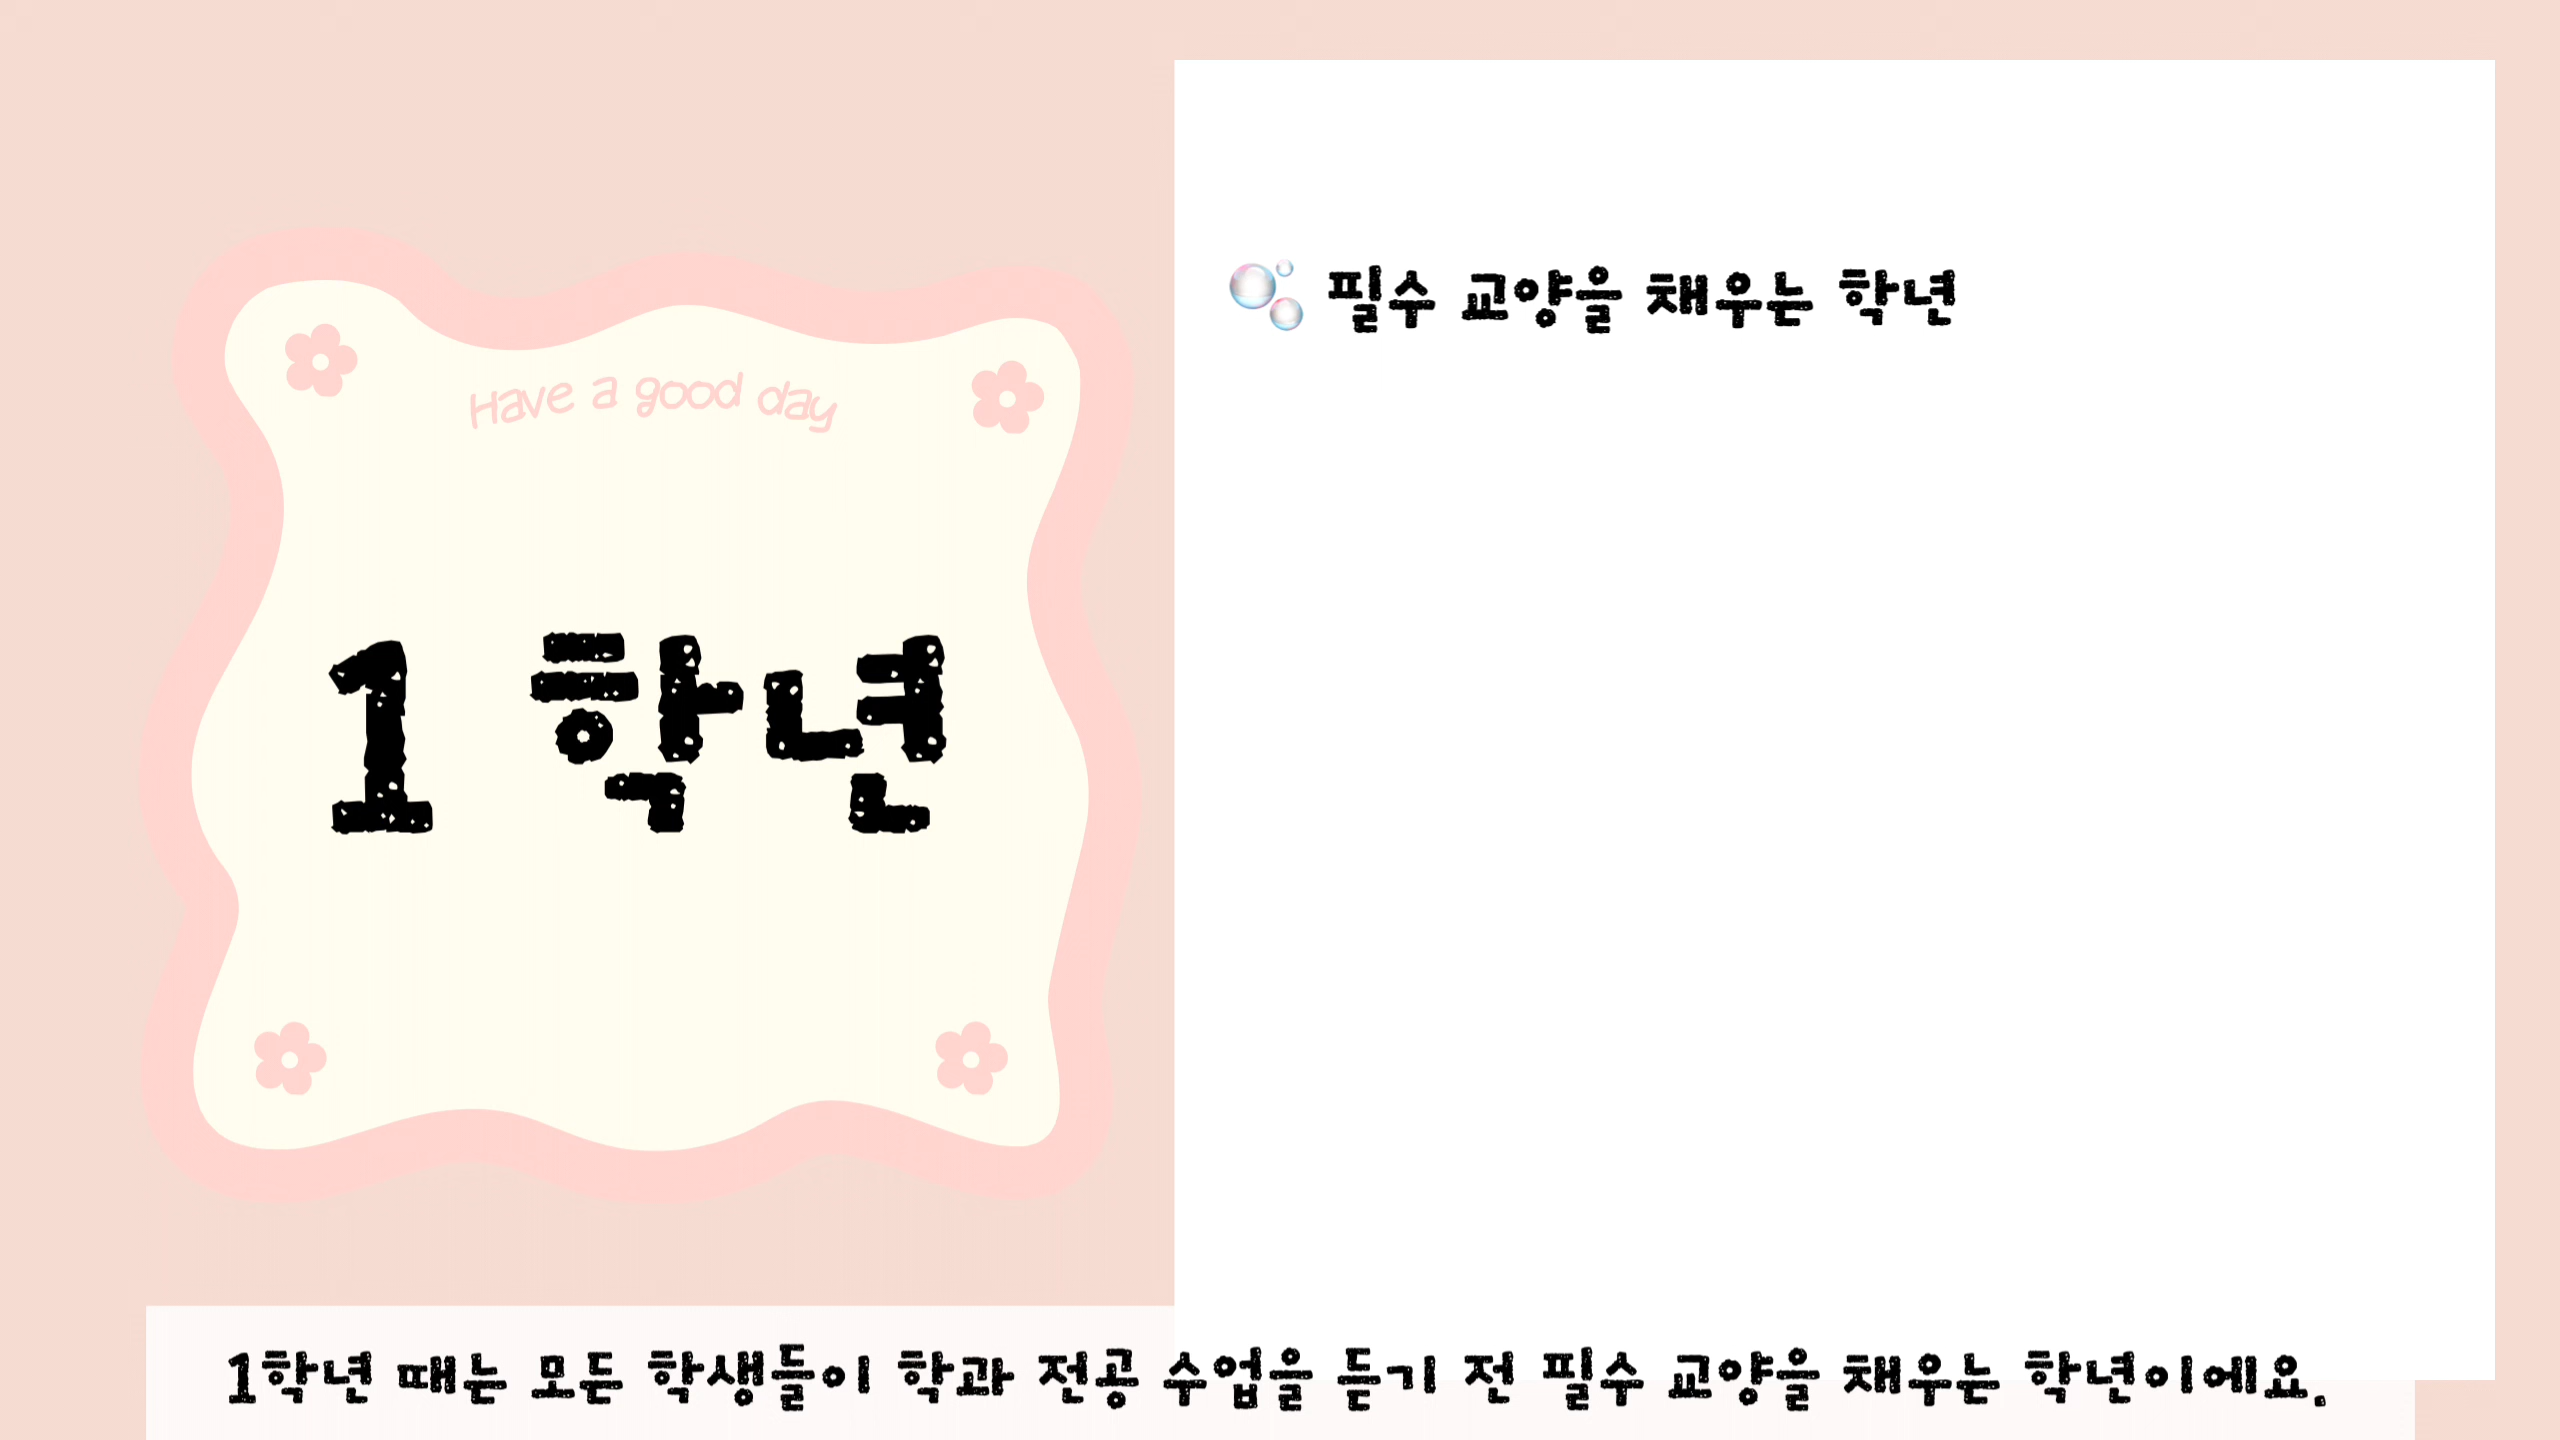 Have a good day
1 학년
🫧 필수 교양을 채우는 학년
1학년 때는 모든 학생들이 학과 전공 수업을 듣기 전 필수 교양을 채우는 학년이에요.